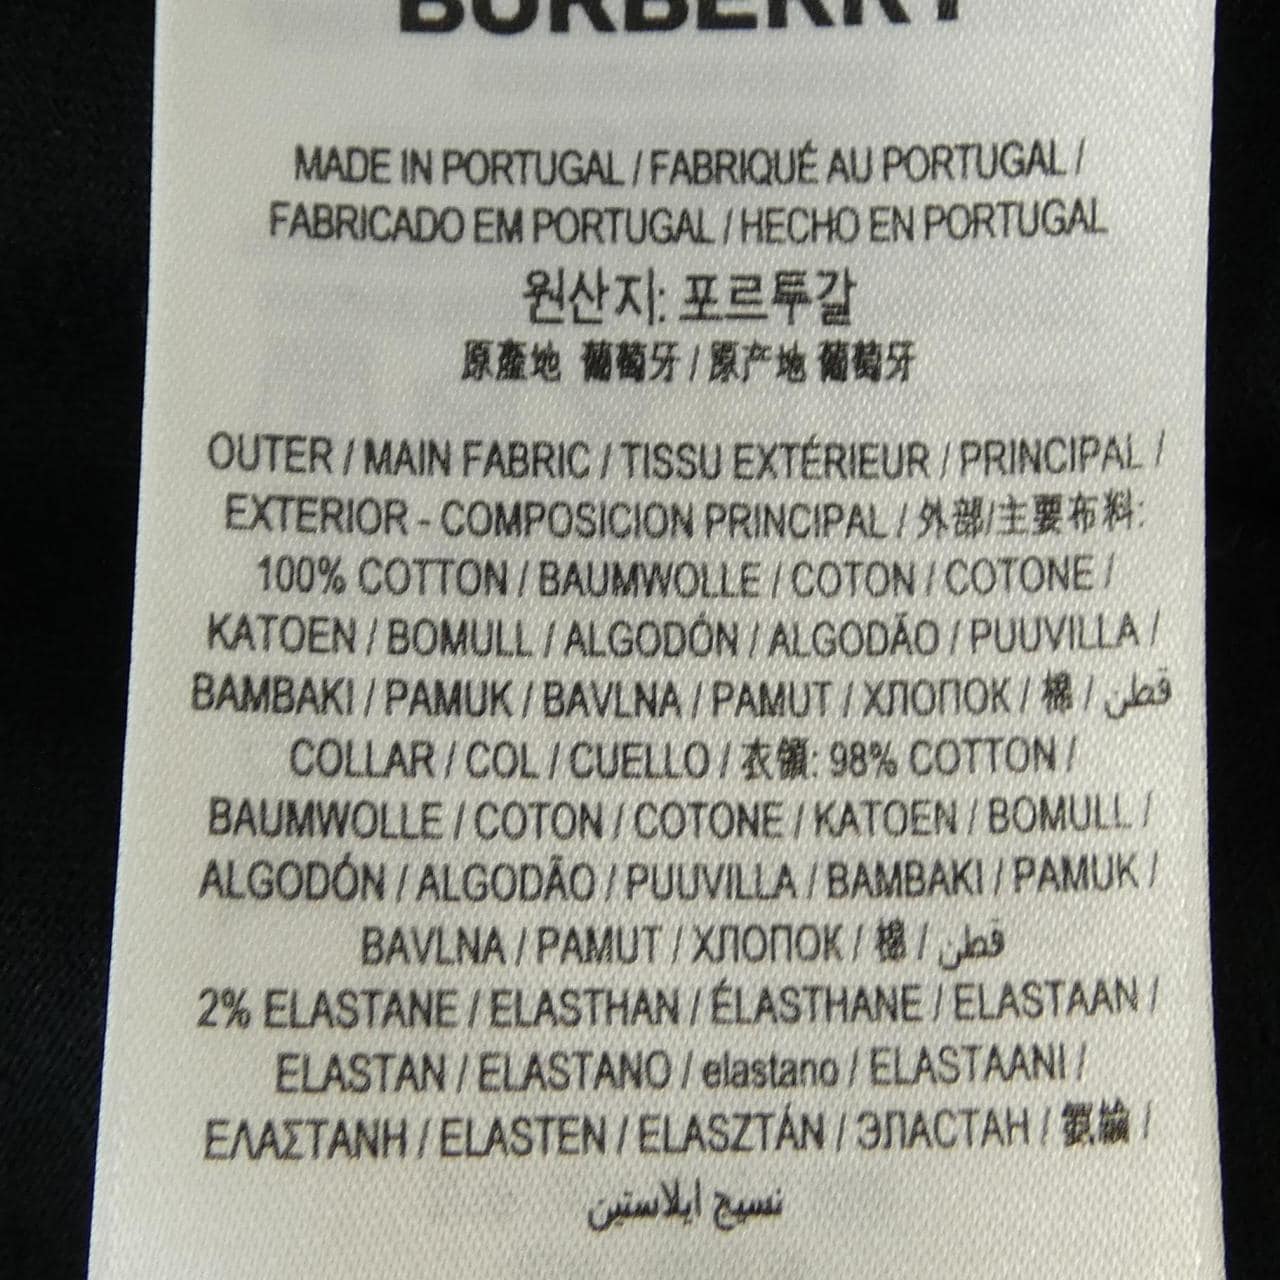 BURBERRY
MADE IN PORTUGAL / FABRIQUÉ AU PORTUGAL /
FABRICADO EM PORTUGAL / HECHO EN PORTUGAL
원산지: 포르투갈
原產地 葡萄牙 / 原产地 葡萄牙
OUTER / MAIN FABRIC / TISSU EXTÉRIEUR / PRINCIPAL /
EXTERIOR - COMPOSICION PRINCIPAL / 外部/主要布料:
100% COTTON / BAUMWOLLE / COTON / COTONE /
KATOEN / BOMULL / ALGODÓN / ALGODÃO / PUUVILLA /
BAMBAKI / PAMUK / BAVLNA / PAMUT / ХЛОПОК / 棉 / قطن
COLLAR / COL / CUELLO / 衣領: 98% COTTON /
BAUMWOLLE / COTON / COTONE / KATOEN / BOMULL /
ALGODÓN / ALGODÃO / PUUVILLA / BAMBAKI / PAMUK /
BAVLNA / PAMUT / ХЛОПОК / 棉 / قطن
2% ELASTANE / ELASTHAN / ÉLASTHANE / ELASTAAN /
ELASTAN / ELASTANO / elastano / ELASTAANI /
ΕΛΑΣΤΑΝΗ / ELASTEN / ELASZTÁN / ЭЛАСТАН / 氨綸 /
نسيج ايلاستين